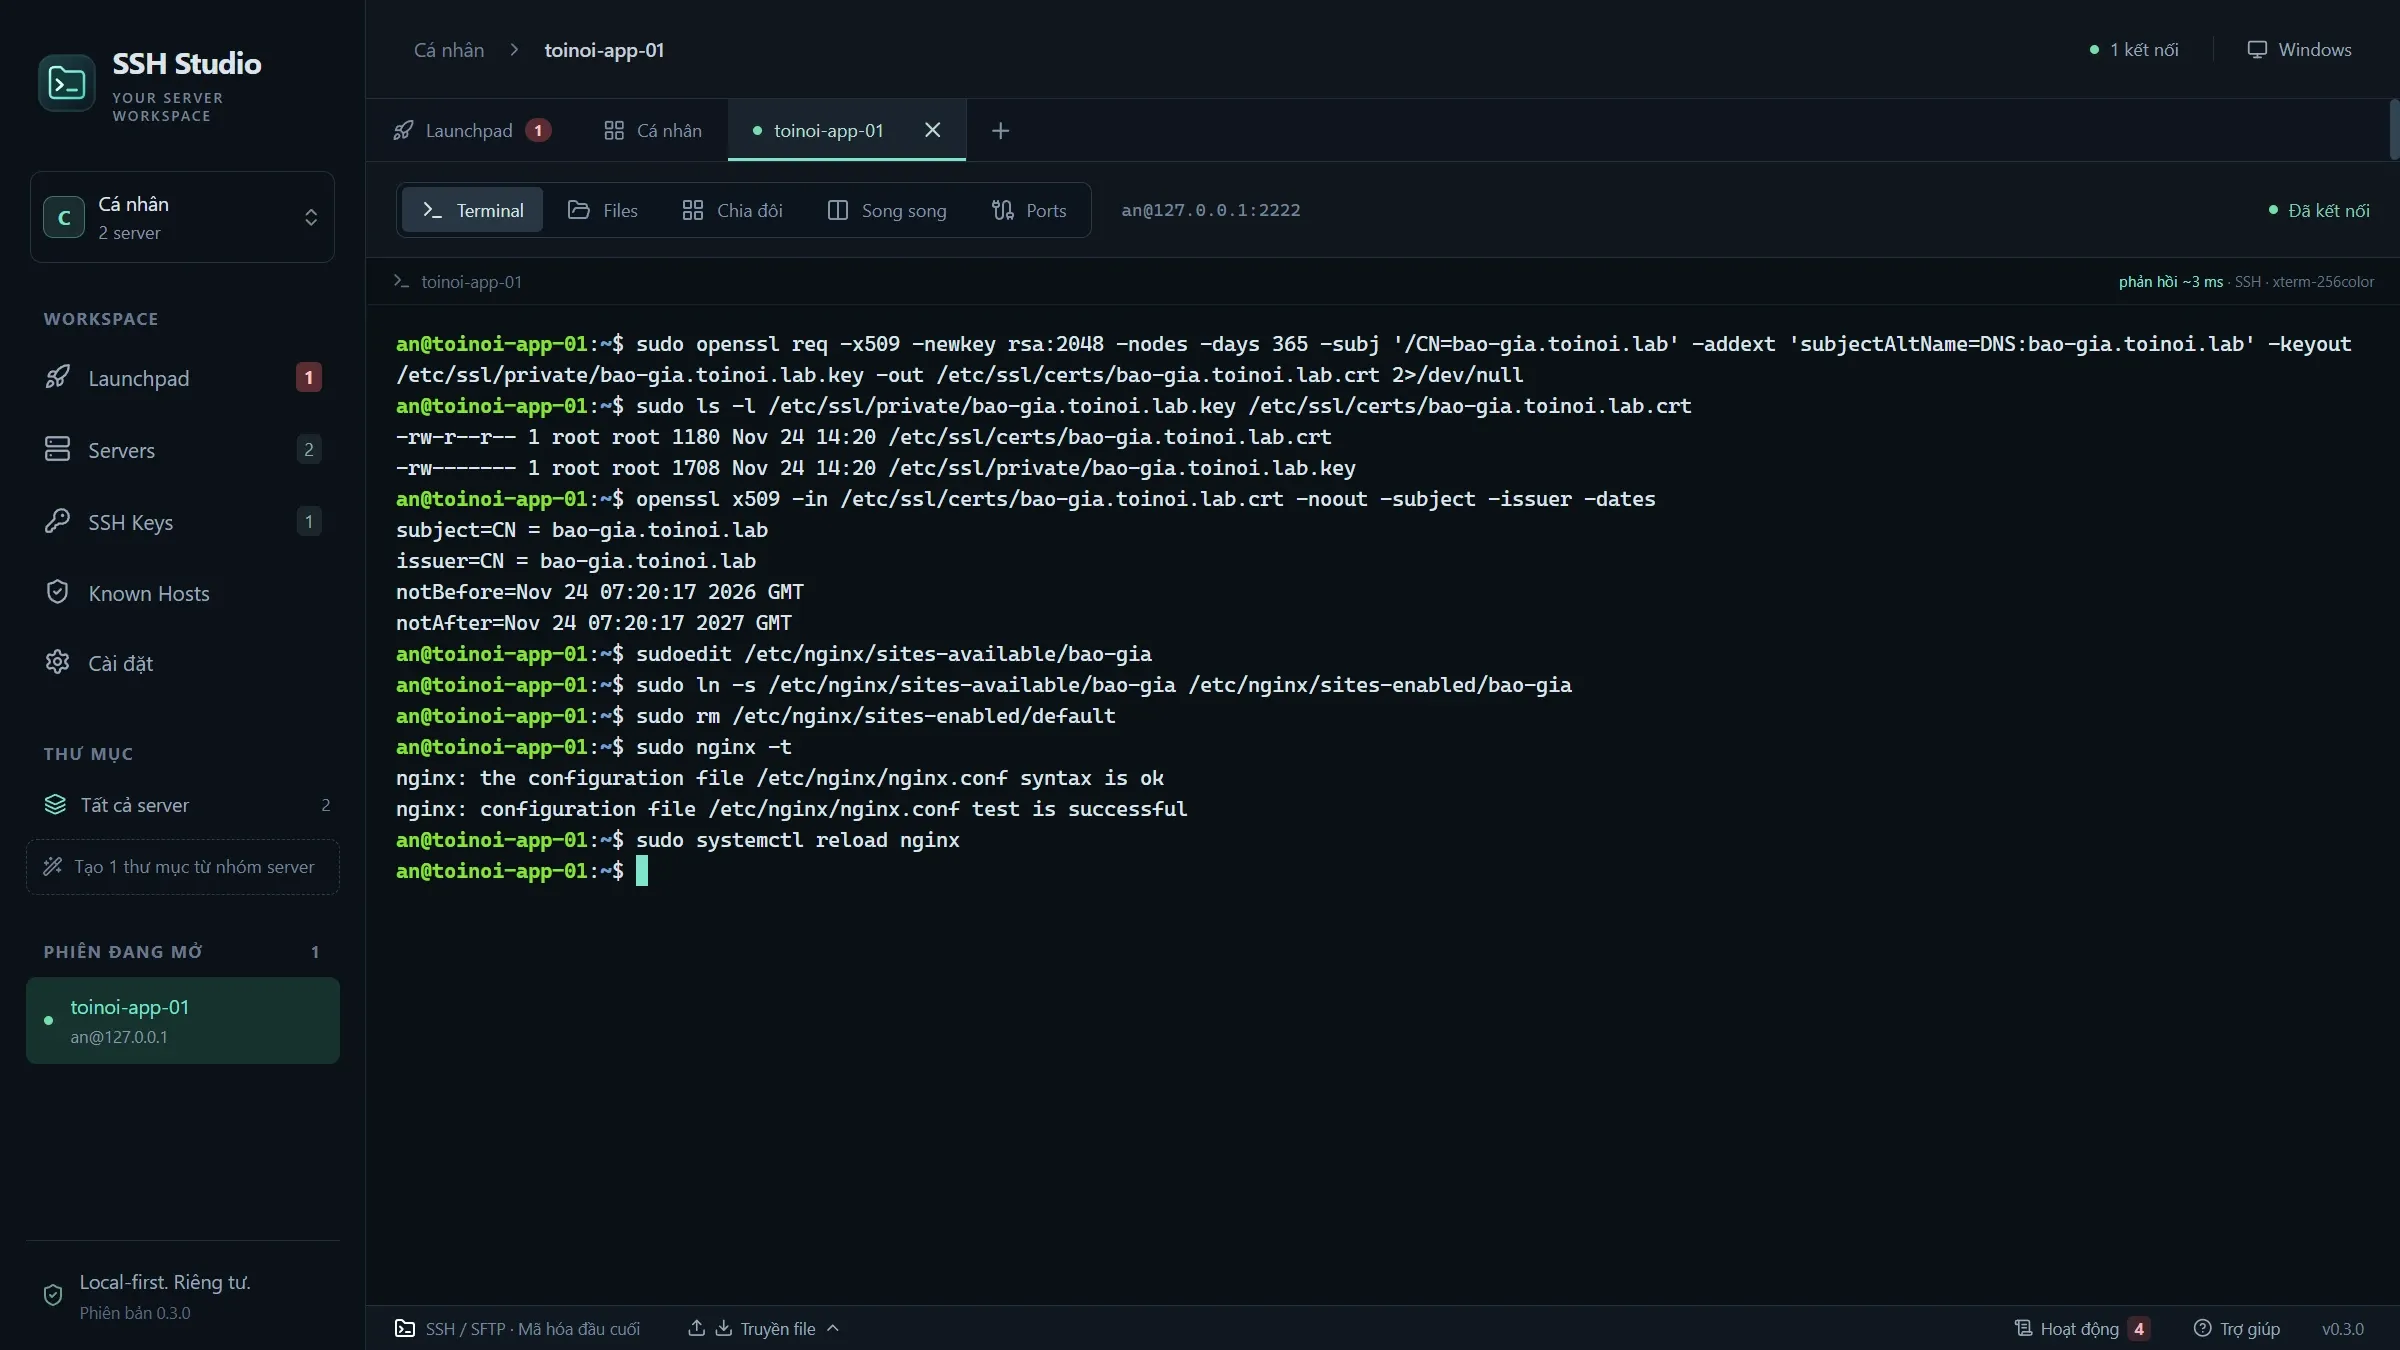 SSH Studio
YOUR SERVER
WORKSPACE
C
Cá nhân
2 server
WORKSPACE
Launchpad 1
Servers 2
SSH Keys 1
Known Hosts
Cài đặt
THƯ MỤC
Tất cả server 2
Tạo 1 thư mục từ nhóm server
PHIÊN ĐANG MỞ 1
toinoi-app-01
an@127.0.0.1
Local-first. Riêng tư.
Phiên bản 0.3.0
Cá nhân > toinoi-app-01
1 kết nối
Windows
Launchpad 1
Cá nhân
toinoi-app-01
Terminal
Files
Chia đôi
Song song
Ports
an@127.0.0.1:2222
Đã kết nối
toinoi-app-01
phản hồi ~3 ms · SSH · xterm-256color
an@toinoi-app-01:~$ sudo openssl req -x509 -newkey rsa:2048 -nodes -days 365 -subj '/CN=bao-gia.toinoi.lab' -addext 'subjectAltName=DNS:bao-gia.toinoi.lab' -keyout
/etc/ssl/private/bao-gia.toinoi.lab.key -out /etc/ssl/certs/bao-gia.toinoi.lab.crt 2>/dev/null
an@toinoi-app-01:~$ sudo ls -l /etc/ssl/private/bao-gia.toinoi.lab.key /etc/ssl/certs/bao-gia.toinoi.lab.crt
-rw-r--r-- 1 root root 1180 Nov 24 14:20 /etc/ssl/certs/bao-gia.toinoi.lab.crt
-rw------- 1 root root 1708 Nov 24 14:20 /etc/ssl/private/bao-gia.toinoi.lab.key
an@toinoi-app-01:~$ openssl x509 -in /etc/ssl/certs/bao-gia.toinoi.lab.crt -noout -subject -issuer -dates
subject=CN = bao-gia.toinoi.lab
issuer=CN = bao-gia.toinoi.lab
notBefore=Nov 24 07:20:17 2026 GMT
notAfter=Nov 24 07:20:17 2027 GMT
an@toinoi-app-01:~$ sudoedit /etc/nginx/sites-available/bao-gia
an@toinoi-app-01:~$ sudo ln -s /etc/nginx/sites-available/bao-gia /etc/nginx/sites-enabled/bao-gia
an@toinoi-app-01:~$ sudo rm /etc/nginx/sites-enabled/default
an@toinoi-app-01:~$ sudo nginx -t
nginx: the configuration file /etc/nginx/nginx.conf syntax is ok
nginx: configuration file /etc/nginx/nginx.conf test is successful
an@toinoi-app-01:~$ sudo systemctl reload nginx
an@toinoi-app-01:~$
SSH / SFTP · Mã hóa đầu cuối
Truyền file
Hoạt động 4
Trợ giúp
v0.3.0